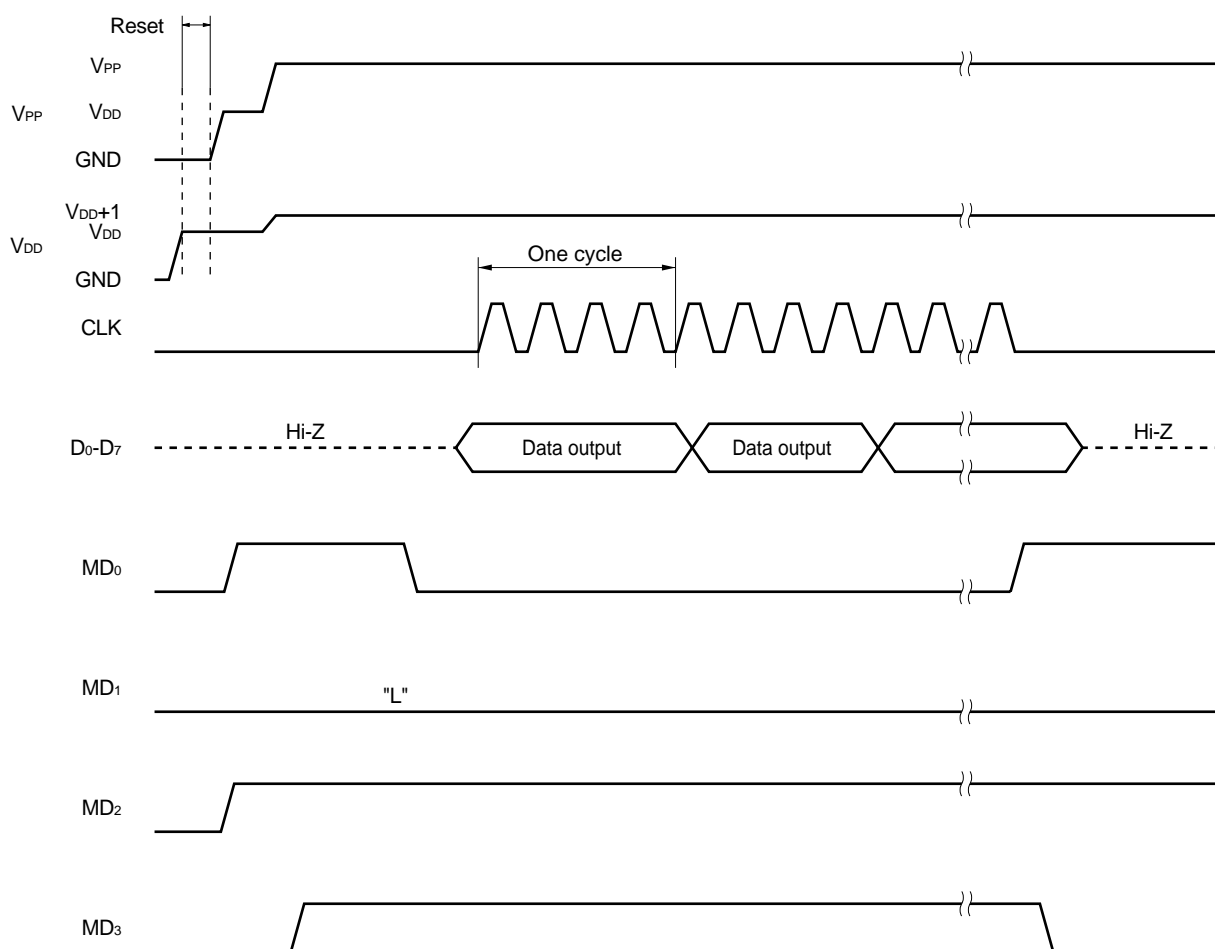 Reset
VPP
VPP
VDD
GND
VDD+1
VDD
VDD
GND
One cycle
CLK
Hi-Z
Hi-Z
D0-D7
Data output
Data output
MD0
MD1
"L"
MD2
MD3